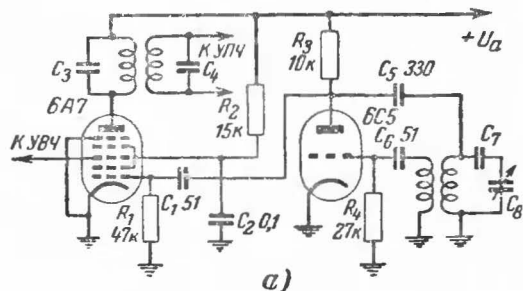 + Uа
К УПЧ
C3
C4
R3
10к
C5 330
6А7
R2
15к
6С5
C6 51
C7
К УВЧ
C8
R1
47к
C1 51
C2 0,1
R4
27к
а)